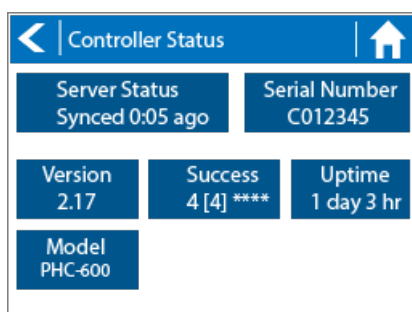 Controller Status
Server Status
Synced 0:05 ago
Serial Number
C012345
Version
2.17
Success
4 [4] ****
Uptime
1 day 3 hr
Model
PHC-600